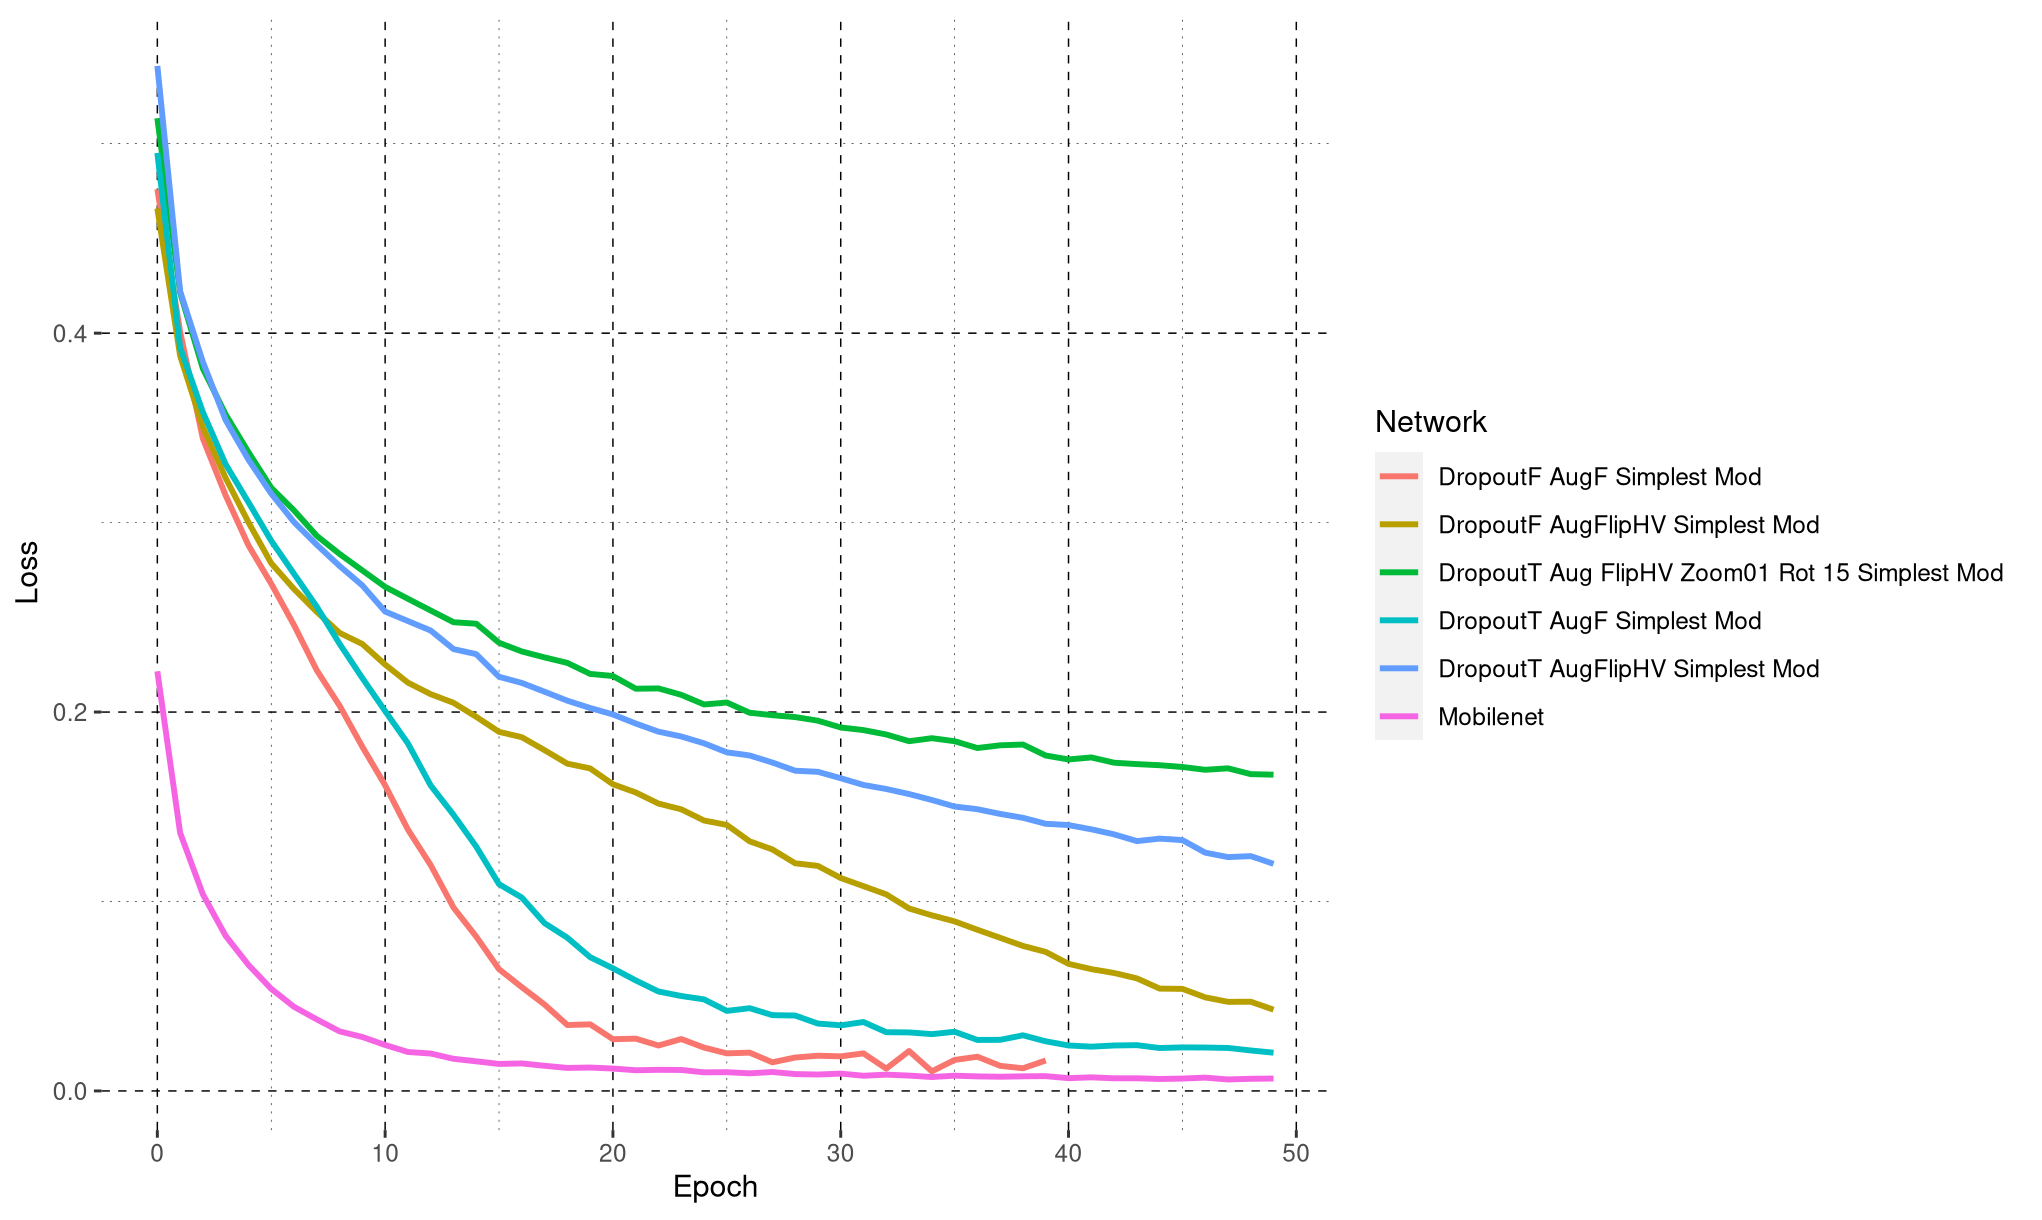 0.4
0.2
0.0
Loss
0
10
20
30
40
50
Epoch
Network
DropoutF AugF Simplest Mod
DropoutF AugFlipHV Simplest Mod
DropoutT Aug FlipHV Zoom01 Rot 15 Simplest Mod
DropoutT AugF Simplest Mod
DropoutT AugFlipHV Simplest Mod
Mobilenet